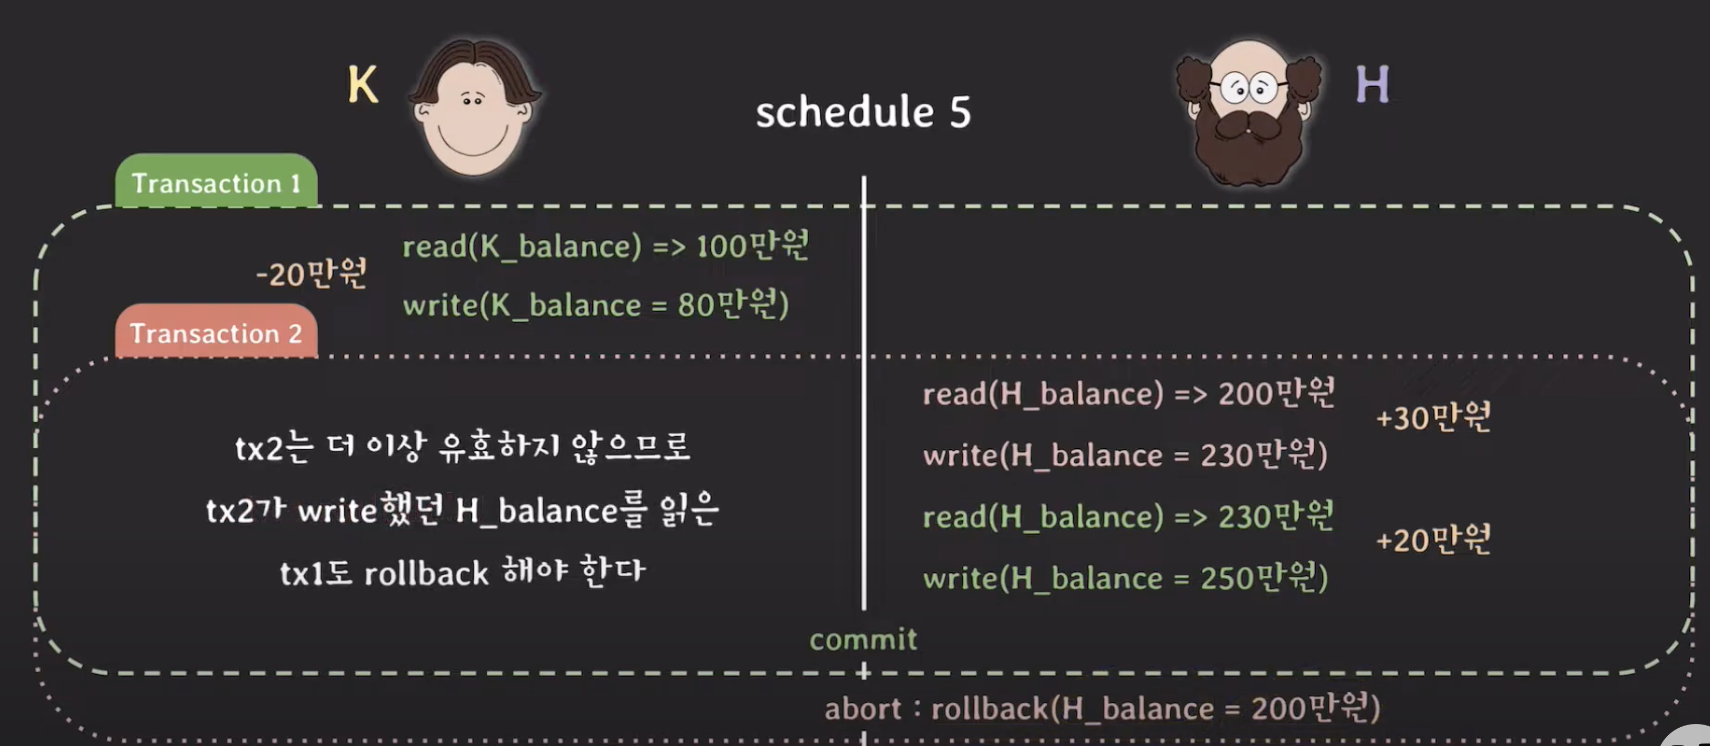 K
schedule 5
H
Transaction 1
read(K_balance) => 100만원
-20만원
write(K_balance = 80만원)
Transaction 2
read(H_balance) => 200만원
+30만원
write(H_balance = 230만원)
tx2는 더 이상 유효하지 않으므로
tx2가 write했던 H_balance를 읽은
tx1도 rollback 해야 한다
read(H_balance) => 230만원
+20만원
write(H_balance = 250만원)
commit
abort : rollback(H_balance = 200만원)